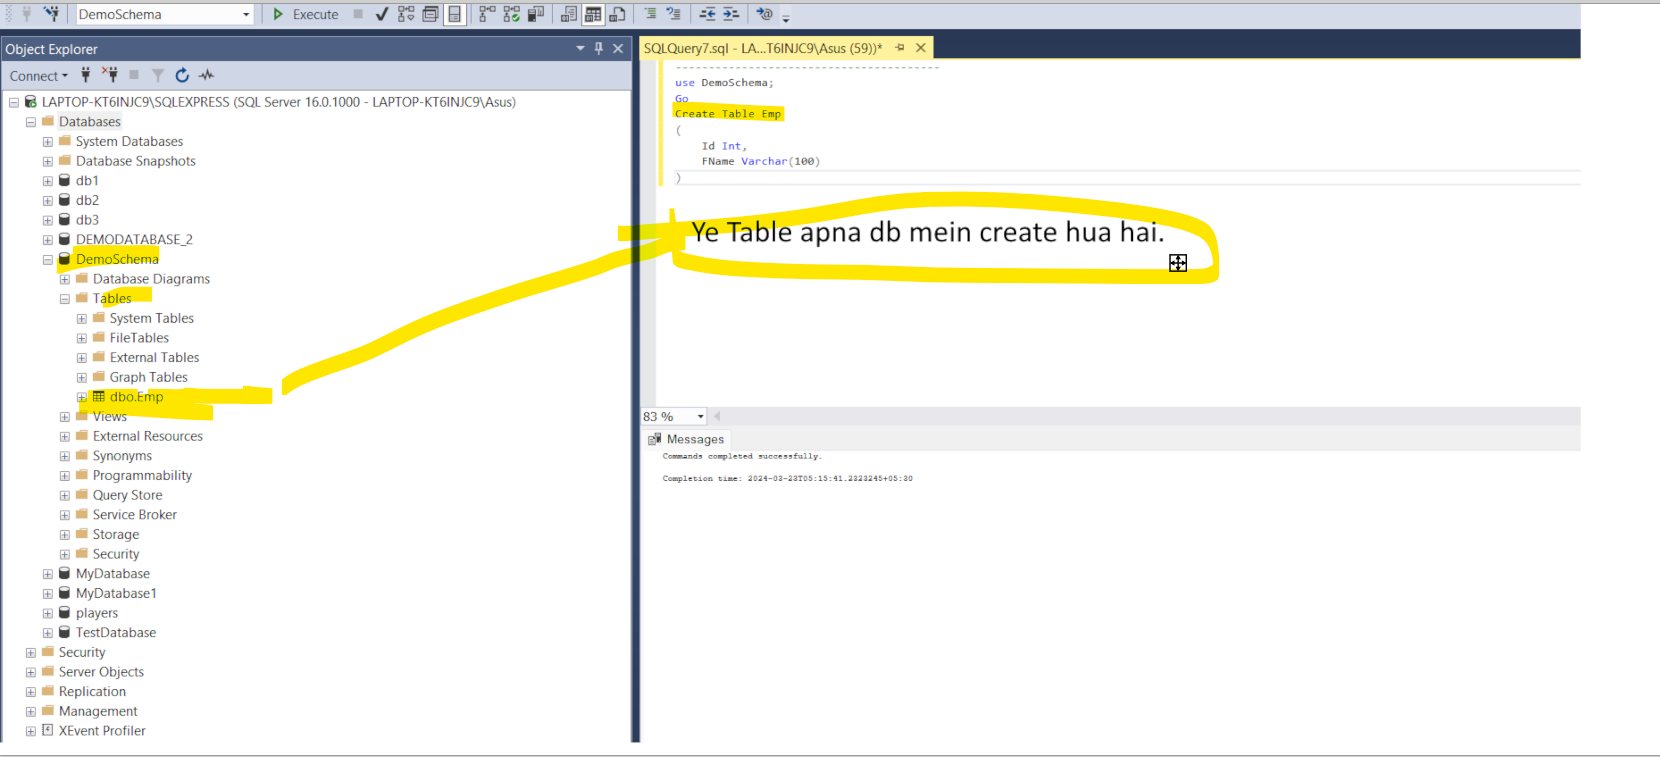 DemoSchema
Execute
Object Explorer
Connect
LAPTOP-KT6INJC9\SQLEXPRESS (SQL Server 16.0.1000 - LAPTOP-KT6INJC9\Asus)
Databases
System Databases
Database Snapshots
db1
db2
db3
DEMODATABASE_2
DemoSchema
Database Diagrams
Tables
System Tables
FileTables
External Tables
Graph Tables
dbo.Emp
Views
External Resources
Synonyms
Programmability
Query Store
Service Broker
Storage
Security
MyDatabase
MyDatabase1
players
TestDatabase
Security
Server Objects
Replication
Management
XEvent Profiler
SQLQuery7.sql - LA...T6INJC9\Asus (59))*
----------------------------------------
use DemoSchema;
Go
Create Table Emp
(
Id Int,
FName Varchar(100)
)
Ye Table apna db mein create hua hai.
83 %
Messages
Commands completed successfully.
Completion time: 2024-03-23T05:15:41.2323245+05:30